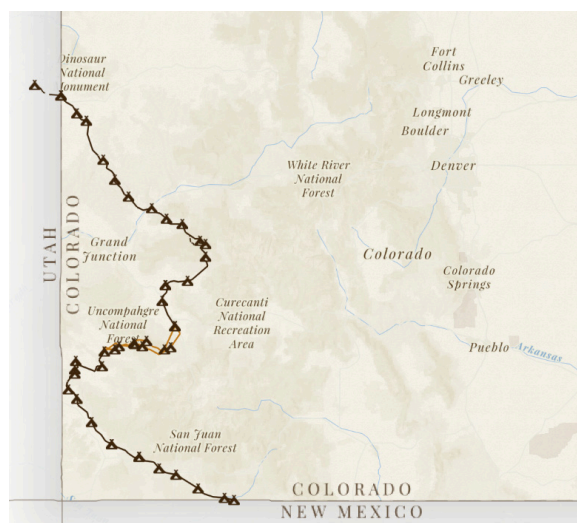 Dinosaur
National
Monument
Fort
Collins
Greeley
Longmont
Boulder
Denver
White River
National
Forest
UTAH
COLORADO
Grand
Junction
Colorado
Colorado
Springs
Uncompahgre
National
Forest
Curecanti
National
Recreation
Area
Pueblo
Arkansas
San Juan
National Forest
COLORADO
NEW MEXICO